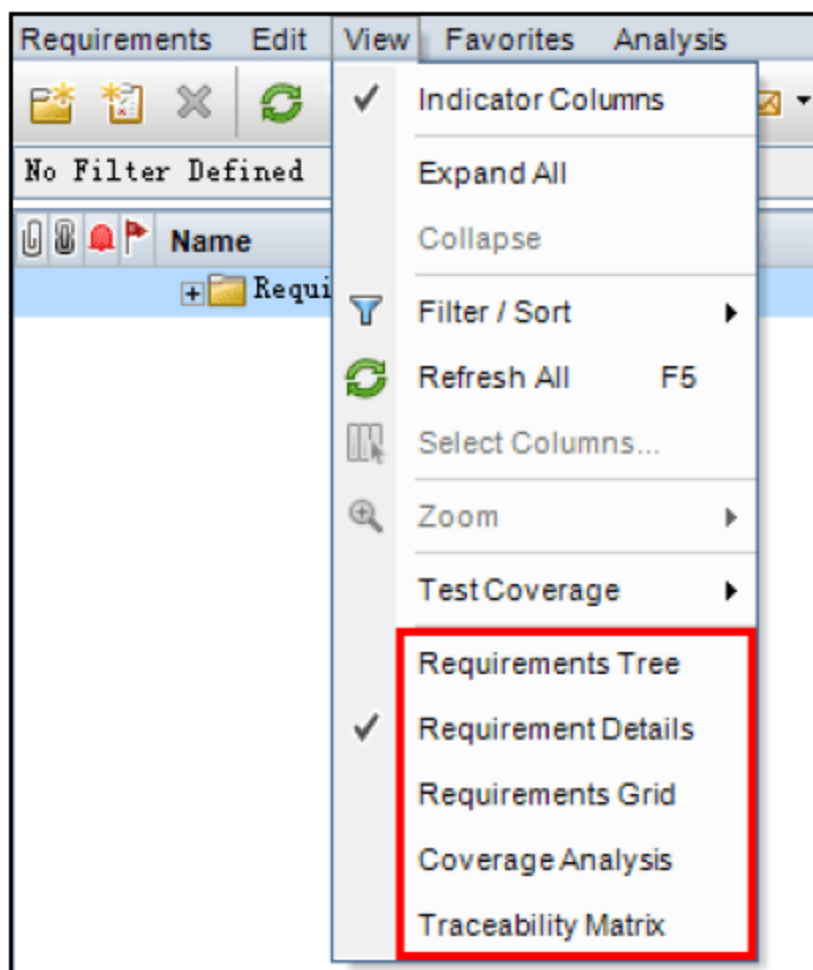 Requirements Edit View Favorites Analysis
Indicator Columns
No Filter Defined
Expand All
Name
Collapse
Requi
Filter / Sort
Refresh All F5
Select Columns...
Zoom
Test Coverage
Requirements Tree
Requirement Details
Requirements Grid
Coverage Analysis
Traceability Matrix